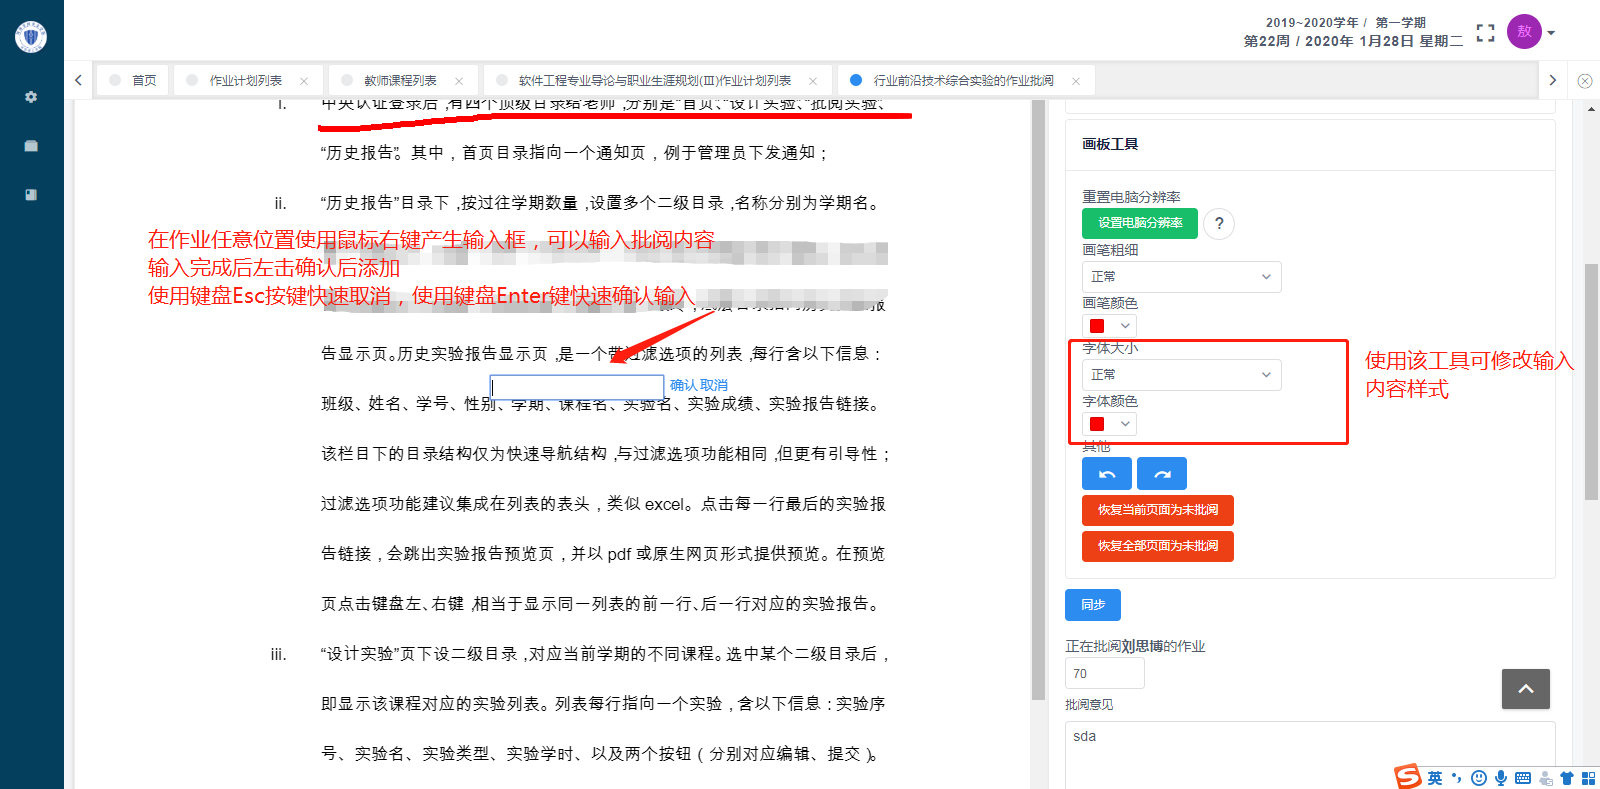 2019~2020学年 / 第一学期
第22周 / 2020年 1月28日 星期二
敖
首页
作业计划列表
教师课程列表
软件工程专业导论与职业生涯规划(Ⅲ)作业计划列表
行业前沿技术综合实验的作业批阅
i. 中央认证登录后，有四个顶级目录给老师，分别是“首页”、“设计实验”、“批阅实验”、
“历史报告”。其中，首页目录指向一个通知页，例于管理员下发通知；
ii. “历史报告”目录下，按过往学期数量，设置多个二级目录，名称分别为学期名。
在作业任意位置使用鼠标右键产生输入框，可以输入批阅内容
输入完成后左击确认后添加
使用键盘Esc按键快速取消，使用键盘Enter键快速确认输入
报
告显示页。历史实验报告显示页，是一个带过滤选项的列表，每行含以下信息：
确认 取消
班级、姓名、学号、性别、学期、课程名、实验名、实验成绩、实验报告链接。
该栏目下的目录结构仅为快速导航结构，与过滤选项功能相同，但更有引导性；
过滤选项功能建议集成在列表的表头，类似 excel。点击每一行最后的实验报
告链接，会跳出实验报告预览页，并以 pdf 或原生网页形式提供预览。在预览
页点击键盘左、右键，相当于显示同一列表的前一行、后一行对应的实验报告。
iii. “设计实验”页下设二级目录，对应当前学期的不同课程。选中某个二级目录后，
即显示该课程对应的实验列表。列表每行指向一个实验，含以下信息：实验序
号、实验名、实验类型、实验学时、以及两个按钮（分别对应编辑、提交）。
画板工具
重置电脑分辨率
设置电脑分辨率
?
画笔粗细
正常
画笔颜色
字体大小
正常
字体颜色
使用该工具可修改输入
内容样式
其他
恢复当前页面为未批阅
恢复全部页面为未批阅
同步
正在批阅刘思博的作业
70
批阅意见
sda
S 英